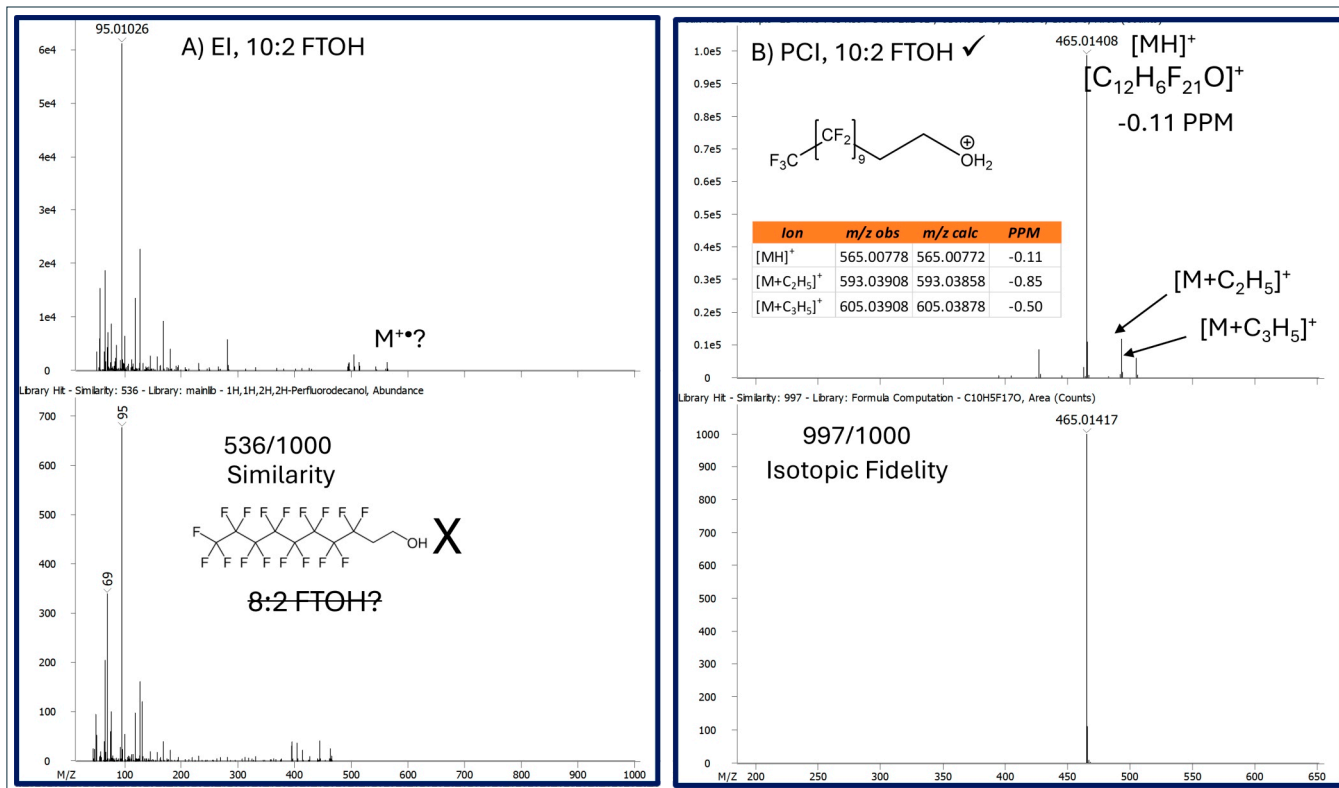 A) EI, 10:2 FTOH
95.01026
6e4
5e4
4e4
3e4
2e4
1e4
0
M+•?
Library Hit - Similarity: 536 - Library: mainlib - 1H,1H,2H,2H-Perfluorodecanol, Abundance
700
600
500
400
300
200
100
0
95
69
536/1000
Similarity
F F F F F F F F
F
F F F F F F F F
OH
X
8:2 FTOH?
M/Z
100 200 300 400 500 600 700 800 900 1000
B) PCI, 10:2 FTOH ✓
465.01408
[MH]+
[C12H6F21O]+
-0.11 PPM
1.0e5
0.9e5
0.8e5
0.7e5
0.6e5
0.5e5
0.4e5
0.3e5
0.2e5
0.1e5
0
F3C
CF2
9
⊕
OH2
Ion m/z obs m/z calc PPM
[MH]+ 565.00778 565.00772 -0.11
[M+C2H5]+ 593.03908 593.03858 -0.85
[M+C3H5]+ 605.03908 605.03878 -0.50
[M+C2H5]+
[M+C3H5]+
Library Hit - Similarity: 997 - Library: Formula Computation - C10H5F17O, Area (Counts)
465.01417
997/1000
Isotopic Fidelity
1000
900
800
700
600
500
400
300
200
100
0
M/Z
200 250 300 350 400 450 500 550 600 650